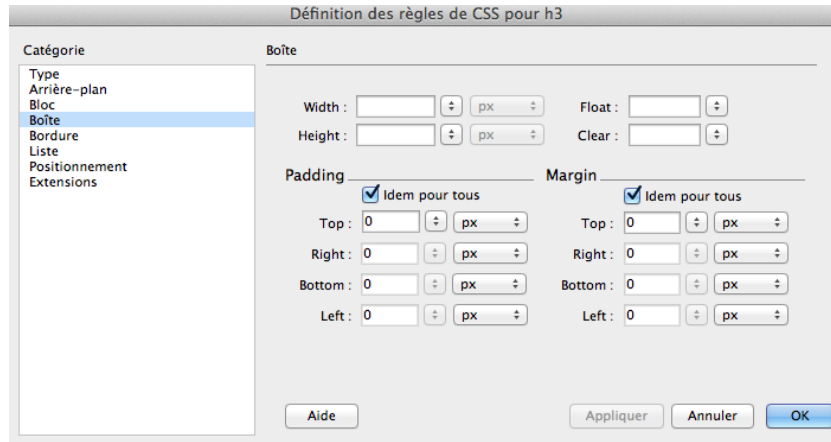 Définition des règles de CSS pour h3
Catégorie
Type
Arrière-plan
Bloc
Boîte
Bordure
Liste
Positionnement
Extensions
Boîte
Width : px Float :
Height : px Clear :
Padding Margin
Idem pour tous Idem pour tous
Top : 0 px Top : 0 px
Right : 0 px Right : 0 px
Bottom : 0 px Bottom : 0 px
Left : 0 px Left : 0 px
Aide Appliquer Annuler OK